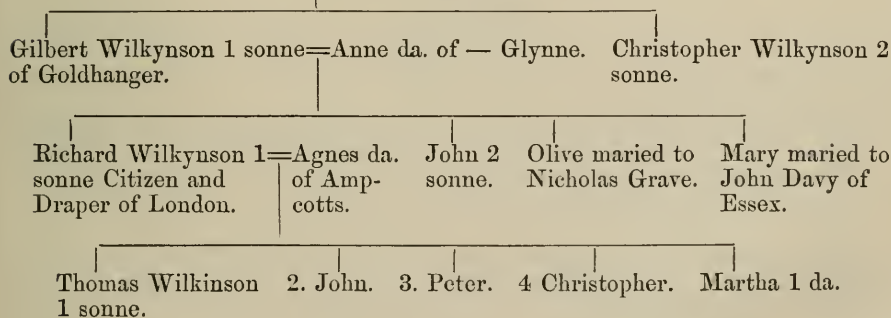 Gilbert Wilkynson 1 sonne=Anne da. of — Glynne. Christopher Wilkynson 2
of Goldhanger. sonne.
Richard Wilkynson 1=Agnes da. John 2 Olive maried to Mary maried to
sonne Citizen and of Amp- sonne. Nicholas Grave. John Davy of
Draper of London. cotts. Essex.
Thomas Wilkinson 2. John. 3. Peter. 4 Christopher. Martha 1 da.
1 sonne.